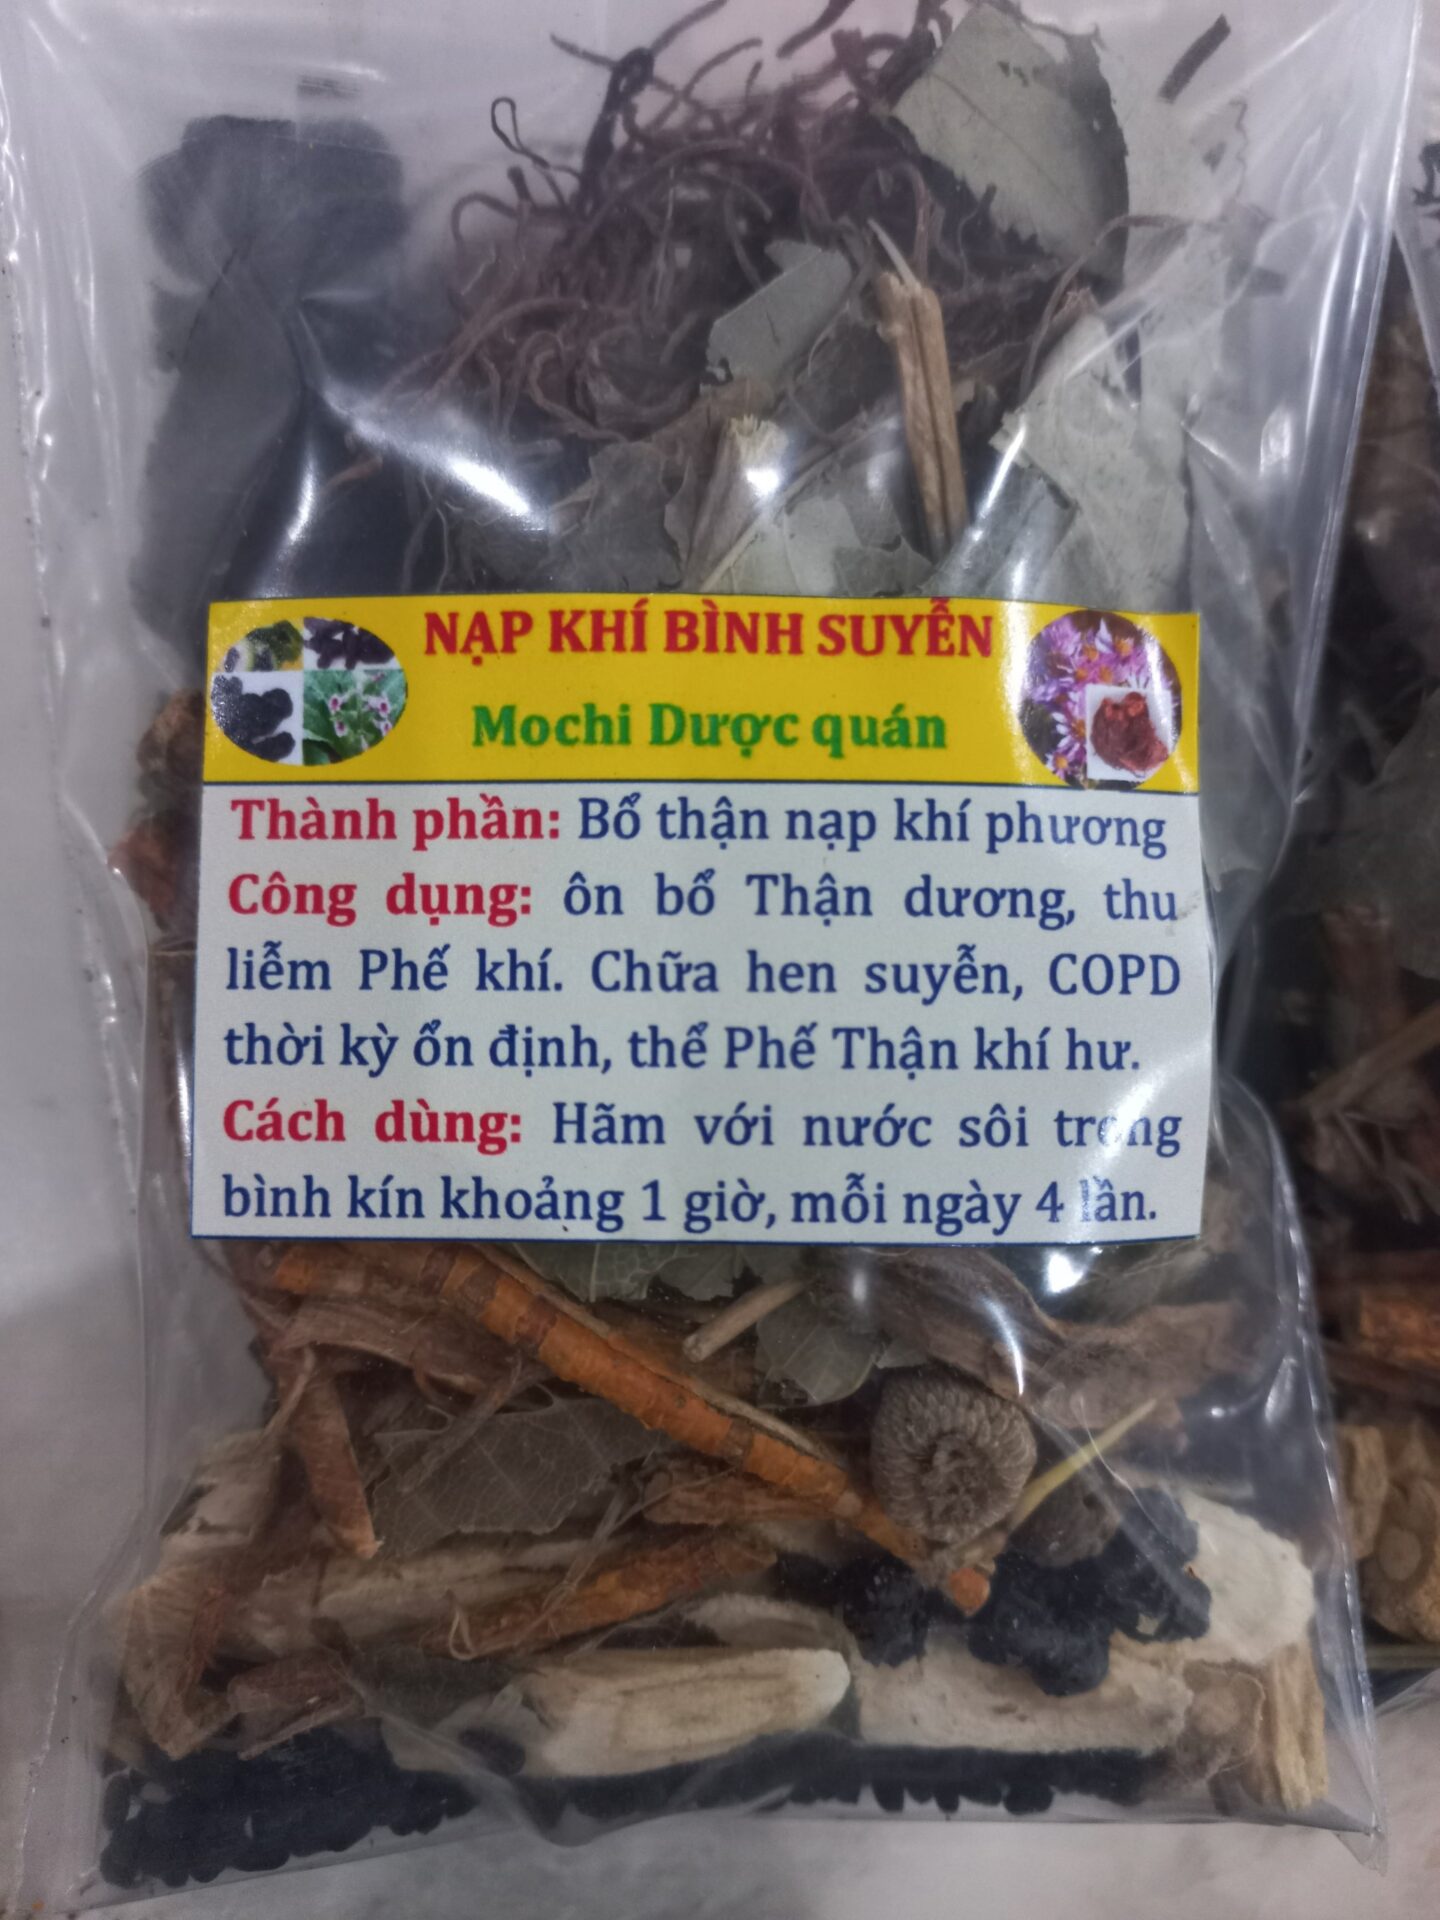 NẠP KHÍ BÌNH SUYỄN
Mochi Dược quán
Thành phần: Bổ thận nạp khí phương
Công dụng: ôn bổ Thận dương, thu
liễm Phế khí. Chữa hen suyễn, COPD
thời kỳ ổn định, thể Phế Thận khí hư.
Cách dùng: Hãm với nước sôi trong
bình kín khoảng 1 giờ, mỗi ngày 4 lần.